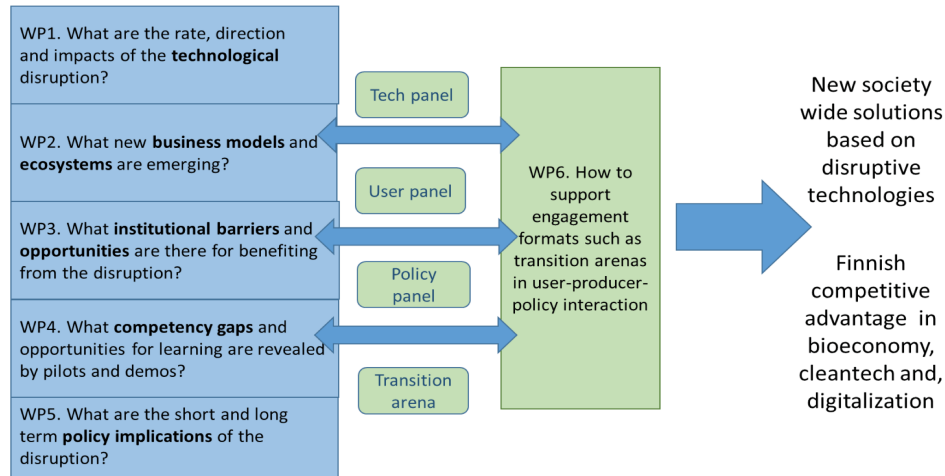 WP1. What are the rate, direction
and impacts of the technological
disruption?
WP2. What new business models and
ecosystems are emerging?
WP3. What institutional barriers and
opportunities are there for benefiting
from the disruption?
WP4. What competency gaps and
opportunities for learning are revealed
by pilots and demos?
WP5. What are the short and long
term policy implications of the
disruption?
Tech panel
User panel
Policy
panel
Transition
arena
WP6. How to
support
engagement
formats such as
transition arenas
in user-producer-
policy interaction
New society
wide solutions
based on
disruptive
technologies
Finnish
competitive
advantage in
bioeconomy,
cleantech and,
digitalization